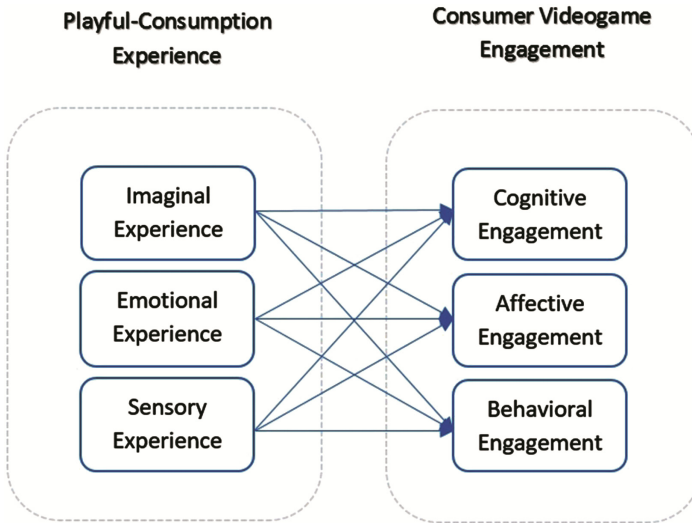 Playful-Consumption
Experience
Consumer Videogame
Engagement
Imaginal
Experience
Emotional
Experience
Sensory
Experience
Cognitive
Engagement
Affective
Engagement
Behavioral
Engagement